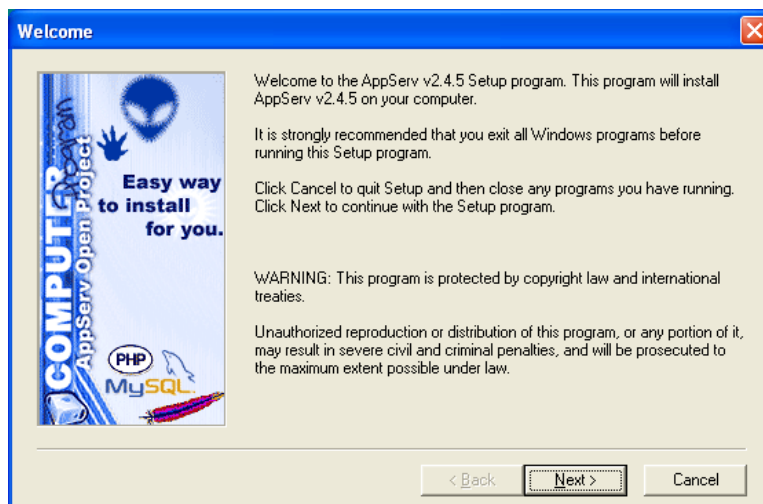 Welcome
Welcome to the AppServ v2.4.5 Setup program. This program will install
AppServ v2.4.5 on your computer.
It is strongly recommended that you exit all Windows programs before
running this Setup program.
Click Cancel to quit Setup and then close any programs you have running.
Click Next to continue with the Setup program.
WARNING: This program is protected by copyright law and international
treaties.
Unauthorized reproduction or distribution of this program, or any portion of it,
may result in severe civil and criminal penalties, and will be prosecuted to
the maximum extent possible under law.
COMPUTER
Program
AppServ Open Project
Easy way
to install
for you.
PHP
MySQL
< Back
Next >
Cancel